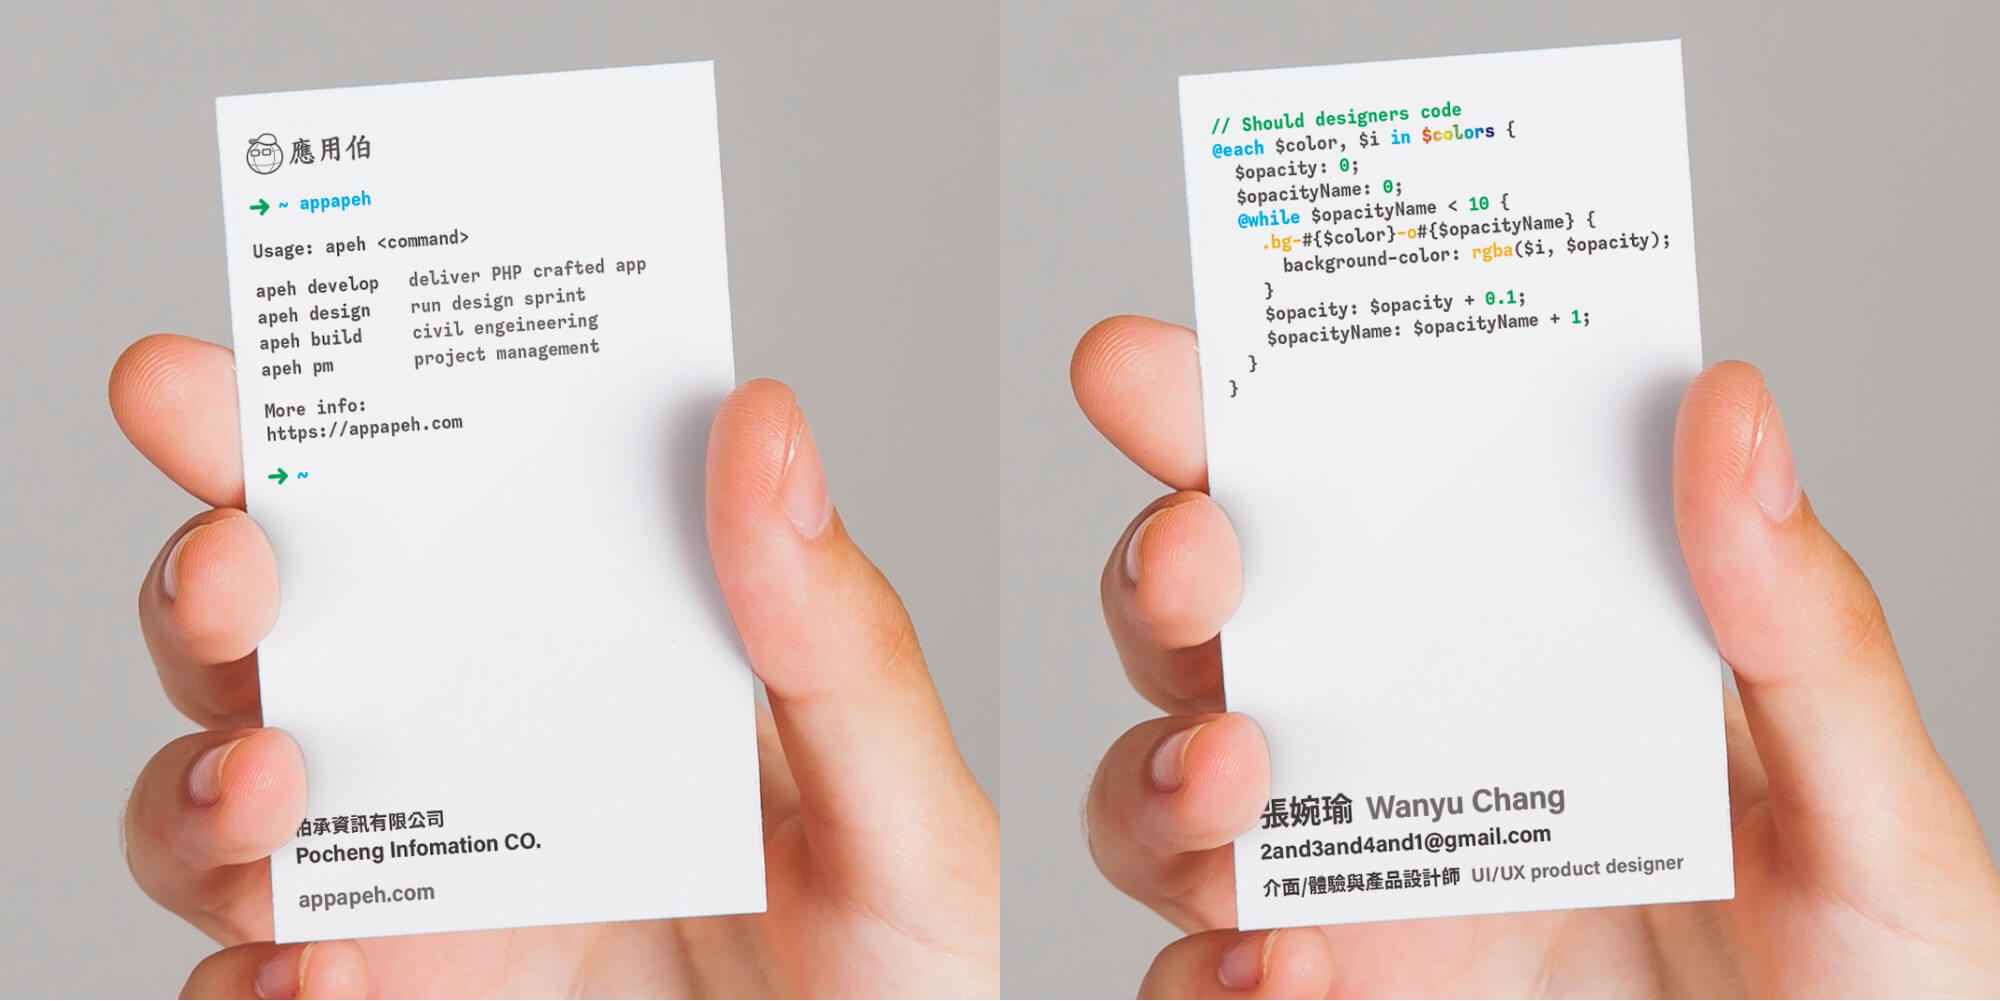 應用伯
➔ ~ appapeh
Usage: apeh <command>
apeh develop deliver PHP crafted app
apeh design run design sprint
apeh build civil engeineering
apeh pm project management
More info:
https://appapeh.com
➔ ~
伯承資訊有限公司
Pocheng Infomation CO.
appapeh.com
// Should designers code
@each $color, $i in $colors {
$opacity: 0;
$opacityName: 0;
@while $opacityName < 10 {
.bg-#{$color}-o#{$opacityName} {
background-color: rgba($i, $opacity);
}
$opacity: $opacity + 0.1;
$opacityName: $opacityName + 1;
}
}
張婉瑜 Wanyu Chang
2and3and4and1@gmail.com
介面/體驗與產品設計師 UI/UX product designer